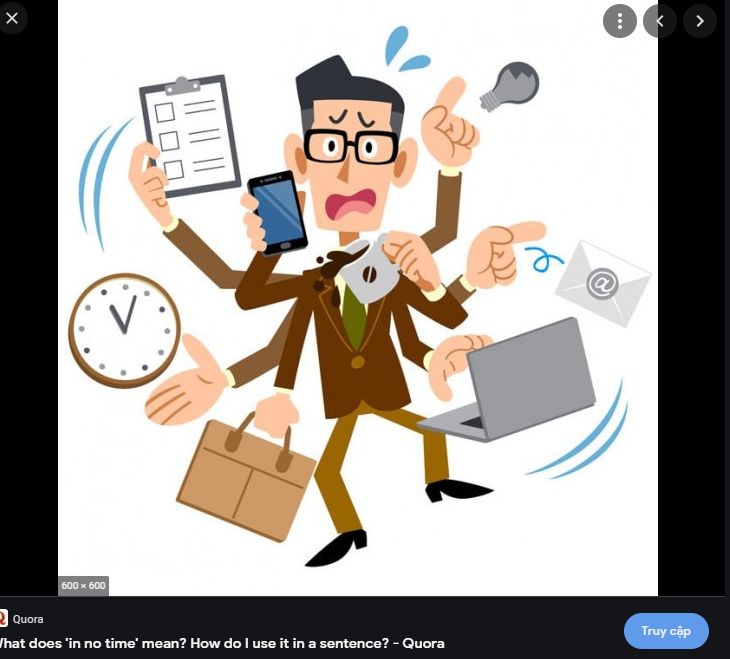 @
600 × 600
Quora
What does 'in no time' mean? How do I use it in a sentence? - Quora
Truy cập